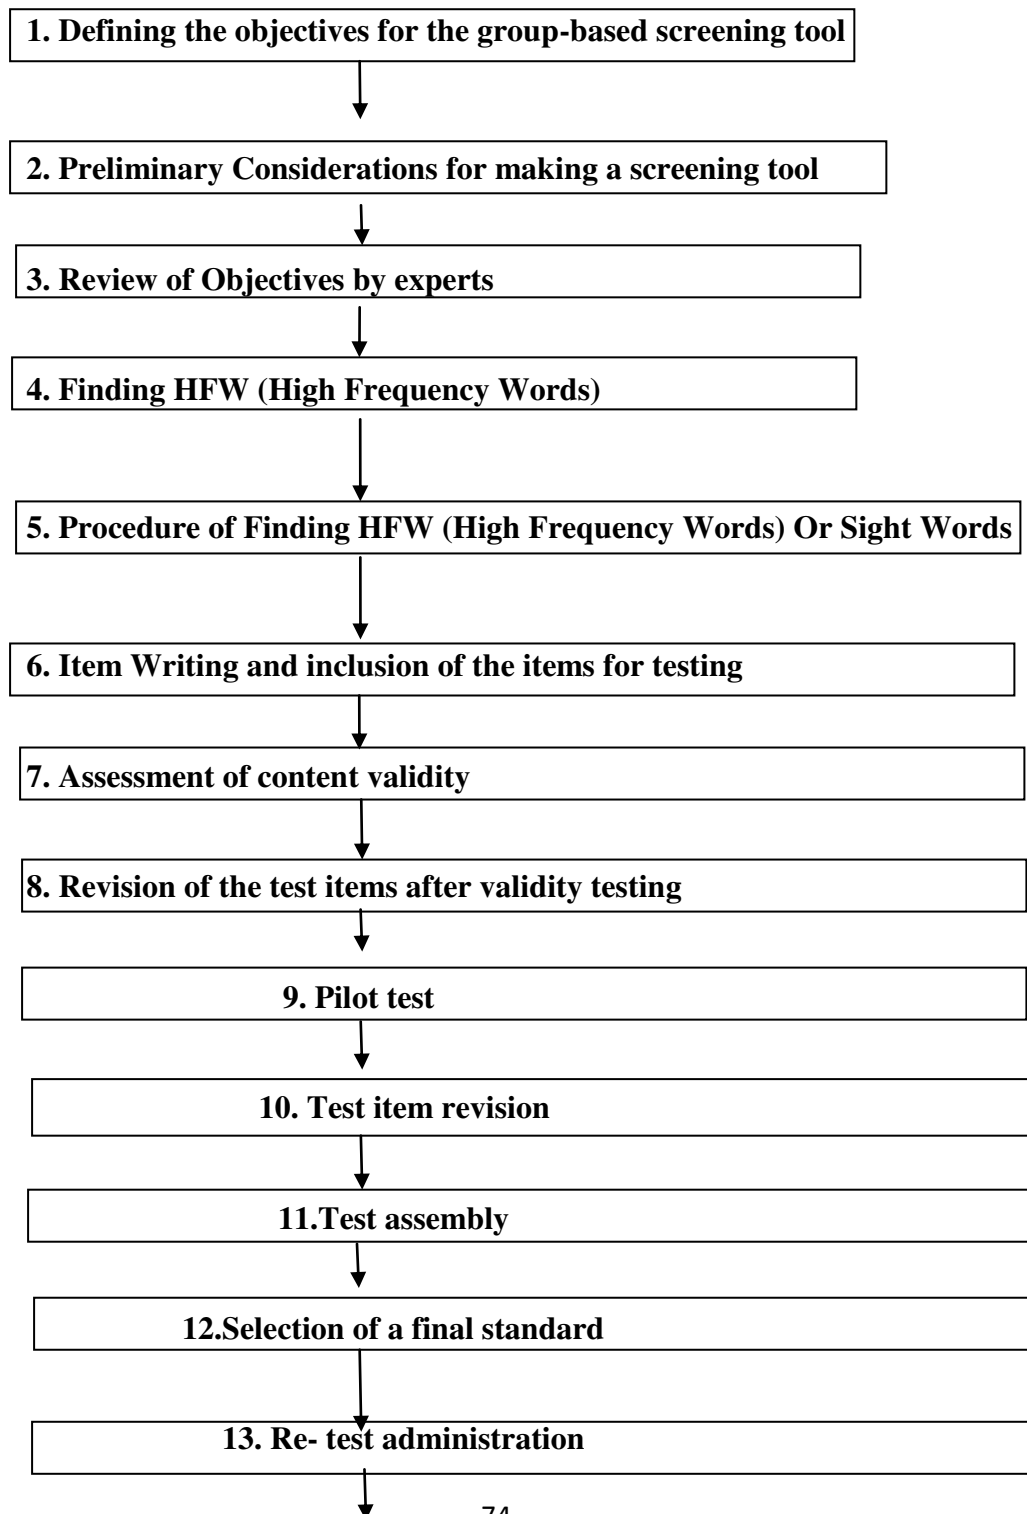 1. Defining the objectives for the group-based screening tool
2. Preliminary Considerations for making a screening tool
3. Review of Objectives by experts
4. Finding HFW (High Frequency Words)
5. Procedure of Finding HFW (High Frequency Words) Or Sight Words
6. Item Writing and inclusion of the items for testing
7. Assessment of content validity
8. Revision of the test items after validity testing
9. Pilot test
10. Test item revision
11.Test assembly
12.Selection of a final standard
13. Re- test administration
74